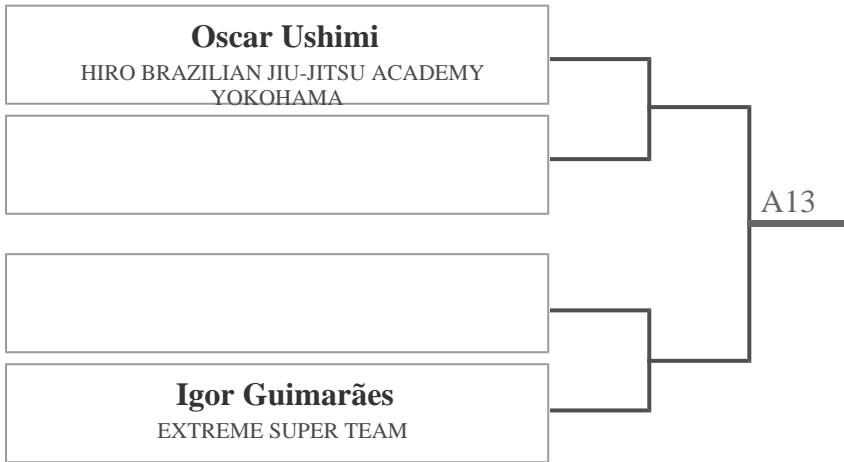 Oscar Ushimi
HIRO BRAZILIAN JIU-JITSU ACADEMY
YOKOHAMA
A13
Igor Guimarães
EXTREME SUPER TEAM